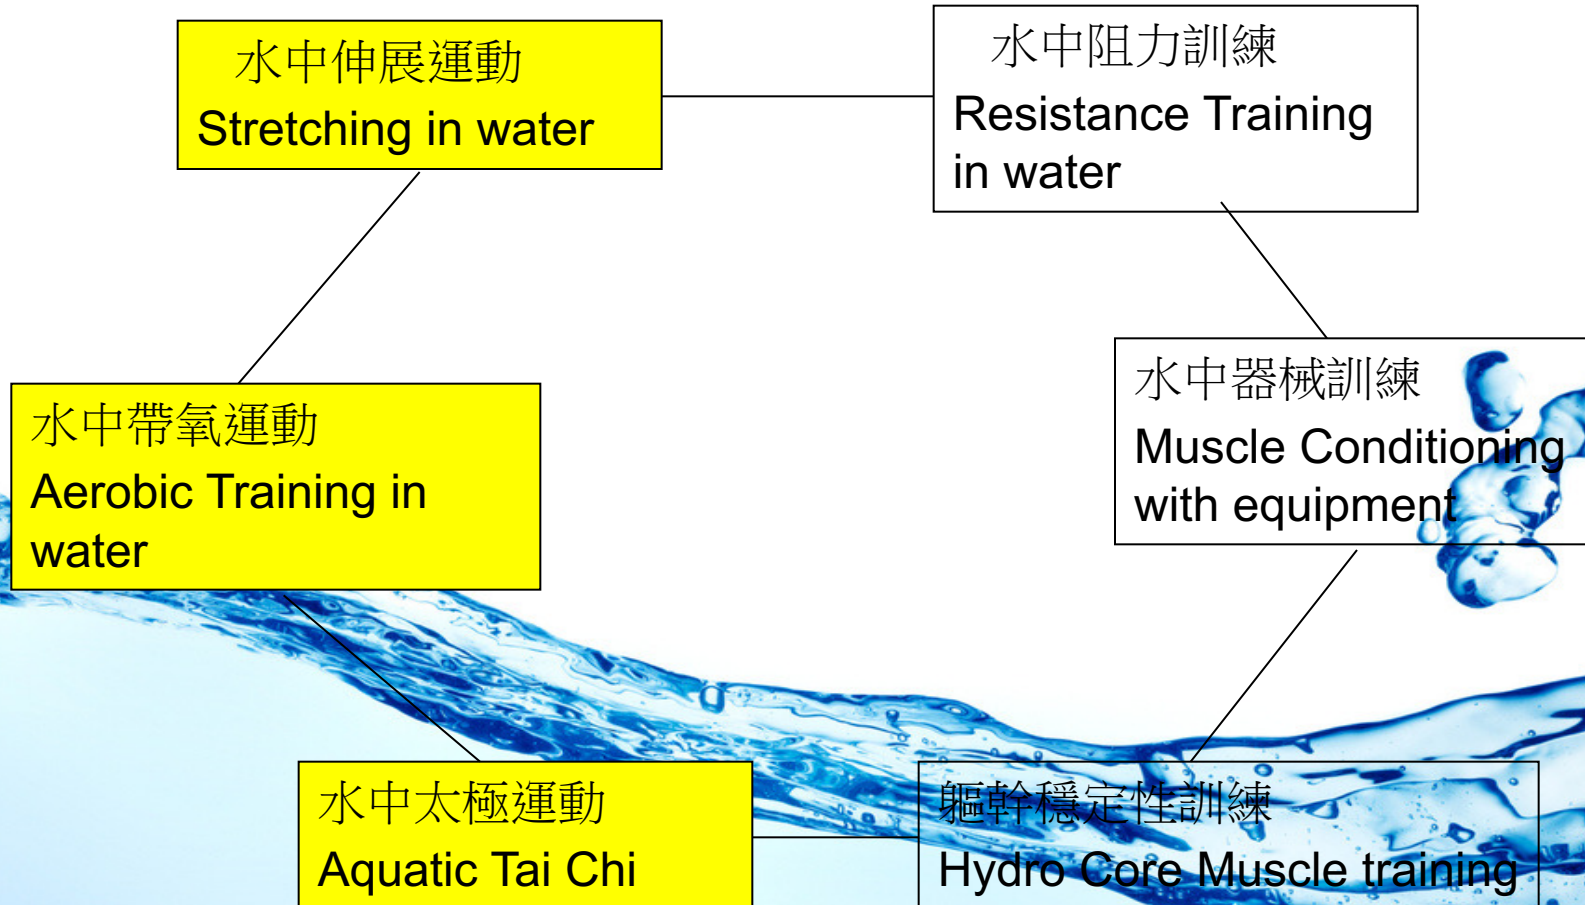 水中伸展運動
Stretching in water
水中阻力訓練
Resistance Training
in water
水中帶氧運動
Aerobic Training in
water
水中器械訓練
Muscle Conditioning
with equipment
水中太極運動
Aquatic Tai Chi
軀幹穩定性訓練
Hydro Core Muscle training